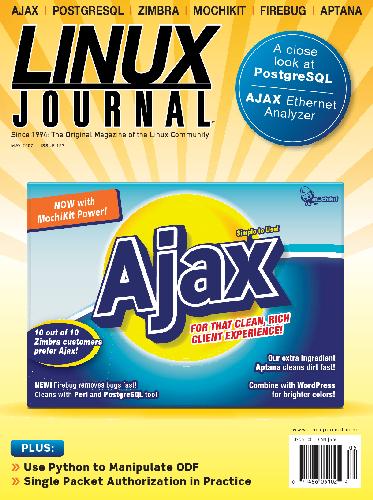 AJAX | POSTGRESQL | ZIMBRA | MOCHIKIT | FIREBUG | APTANA
LINUX
JOURNAL
Since 1994: The Original Magazine of the Linux Community
A close
look at
PostgreSQL
AJAX Ethernet
Analyzer
NOW with
MochiKit Power!
mochikit
Simple to Use!
Ajax
FOR THAT CLEAN, RICH
CLIENT EXPERIENCE!
10 out of 10
Zimbra customers
prefer Ajax!
Our extra ingredient
Aptana cleans dirt fast!
NEW! Firebug removes bugs fast!
Cleans with Perl and PostgreSQL too!
Combine with WordPress
for brighter colors!
PLUS:
» Use Python to Manipulate ODF
» Single Packet Authorization in Practice